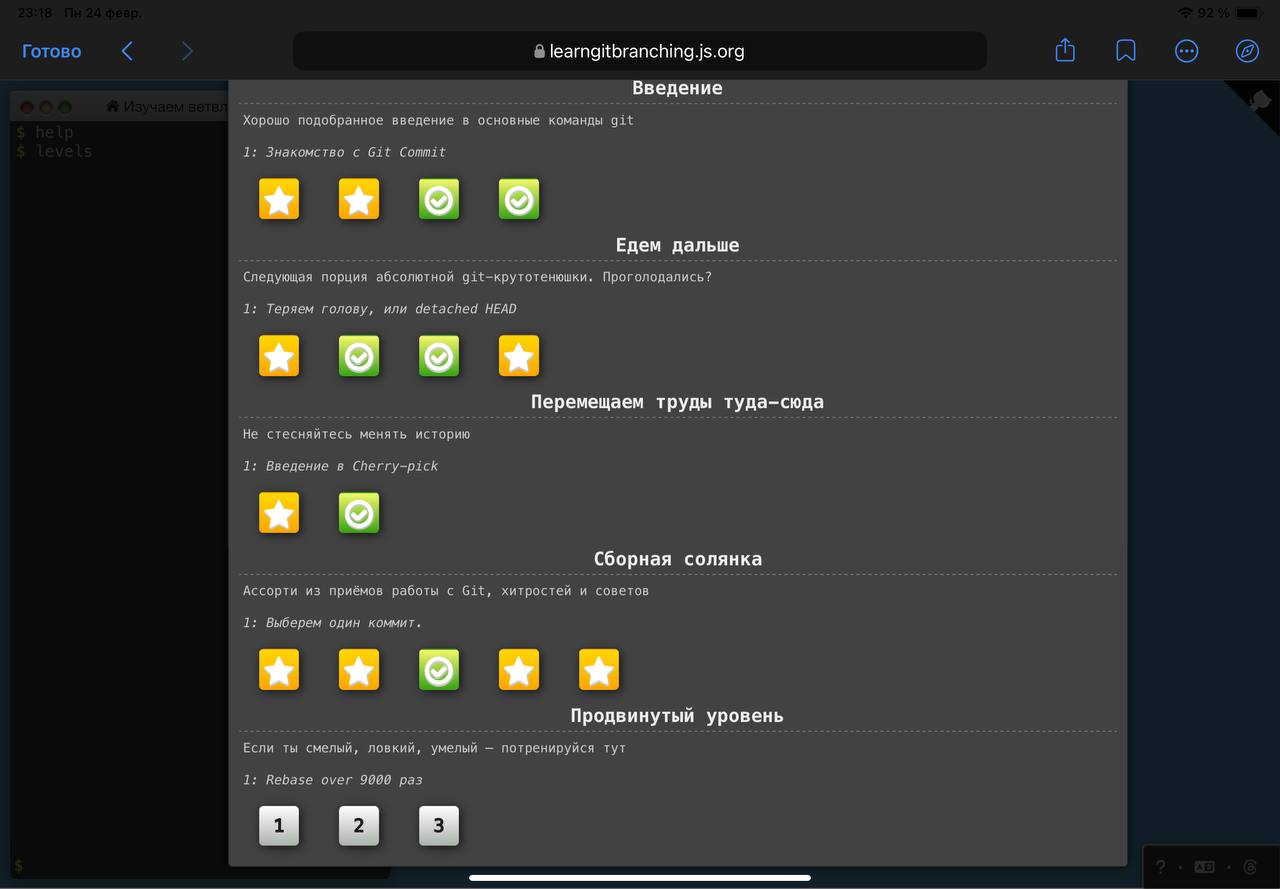 23:18 Пн 24 февр.
92 %
Готово
learngitbranching.js.org
Изучаем ветвл
$ help
$ levels
Введение
Хорошо подобранное введение в основные команды git
1: Знакомство с Git Commit
Едем дальше
Следующая порция абсолютной git-крутотенюшки. Проголодались?
1: Теряем голову, или detached HEAD
Перемещаем труды туда-сюда
Не стесняйтесь менять историю
1: Введение в Cherry-pick
Сборная солянка
Ассорти из приёмов работы с Git, хитростей и советов
1: Выберем один коммит.
Продвинутый уровень
Если ты смелый, ловкий, умелый — потренируйся тут
1: Rebase over 9000 раз
1 2 3
$
? · ·